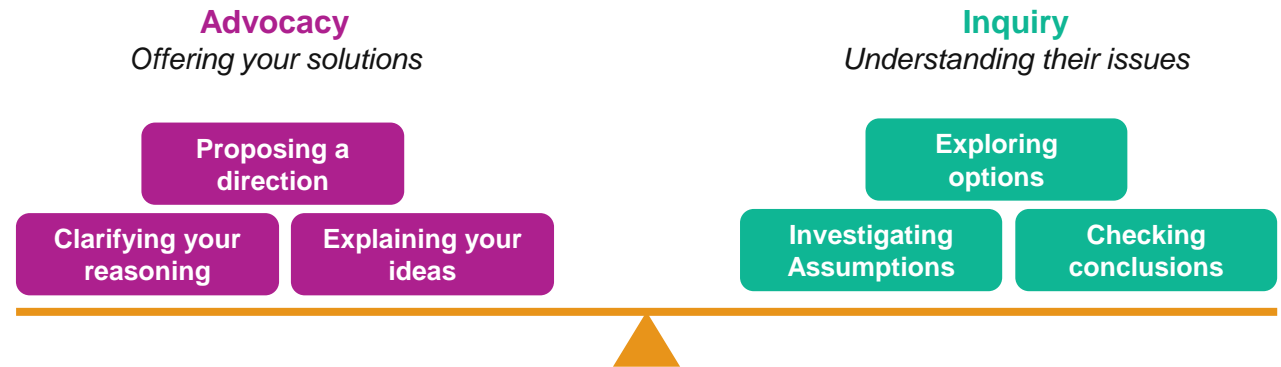 Advocacy
Offering your solutions
Proposing a
direction
Clarifying your
reasoning
Explaining your
ideas
Inquiry
Understanding their issues
Exploring
options
Investigating
Assumptions
Checking
conclusions